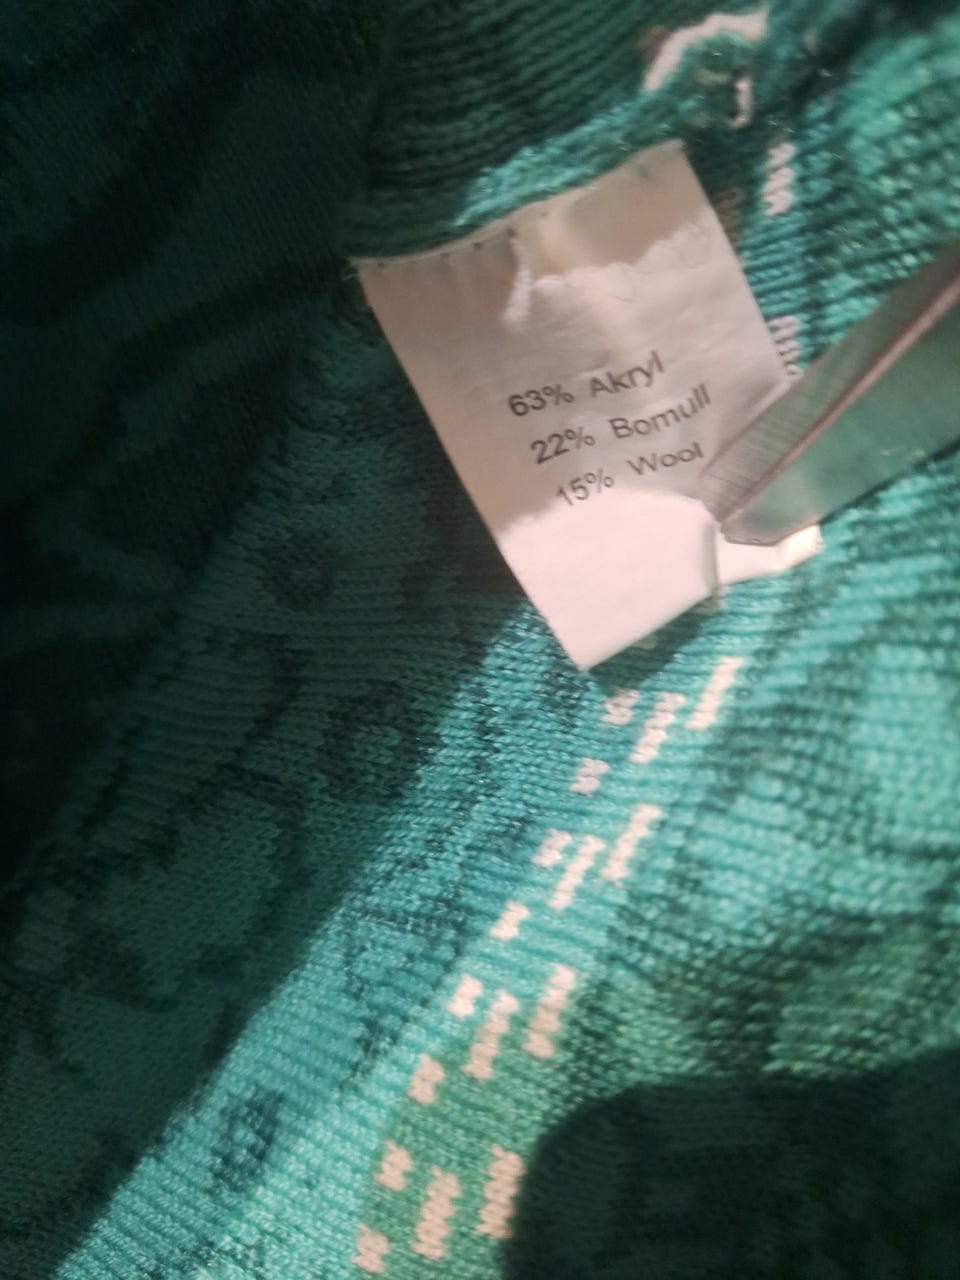 63% Akryl
22% Bomull
15% Wool